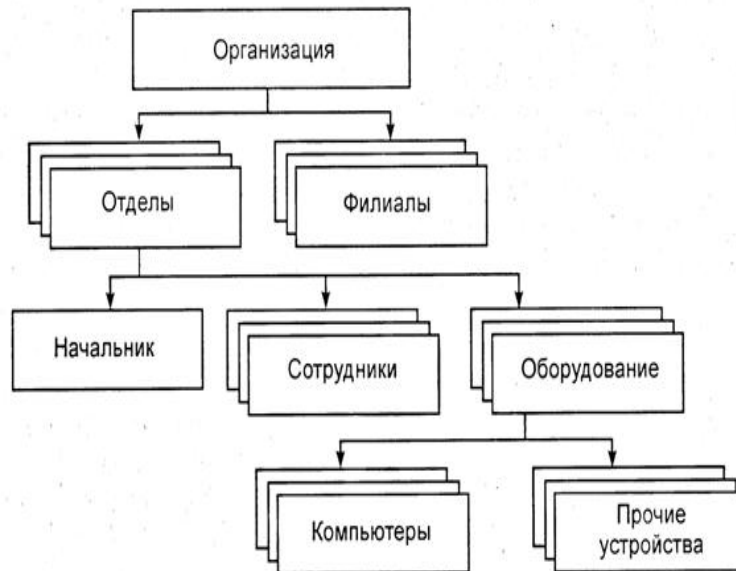 Организация
Отделы
Филиалы
Начальник
Сотрудники
Оборудование
Компьютеры
Прочие
устройства